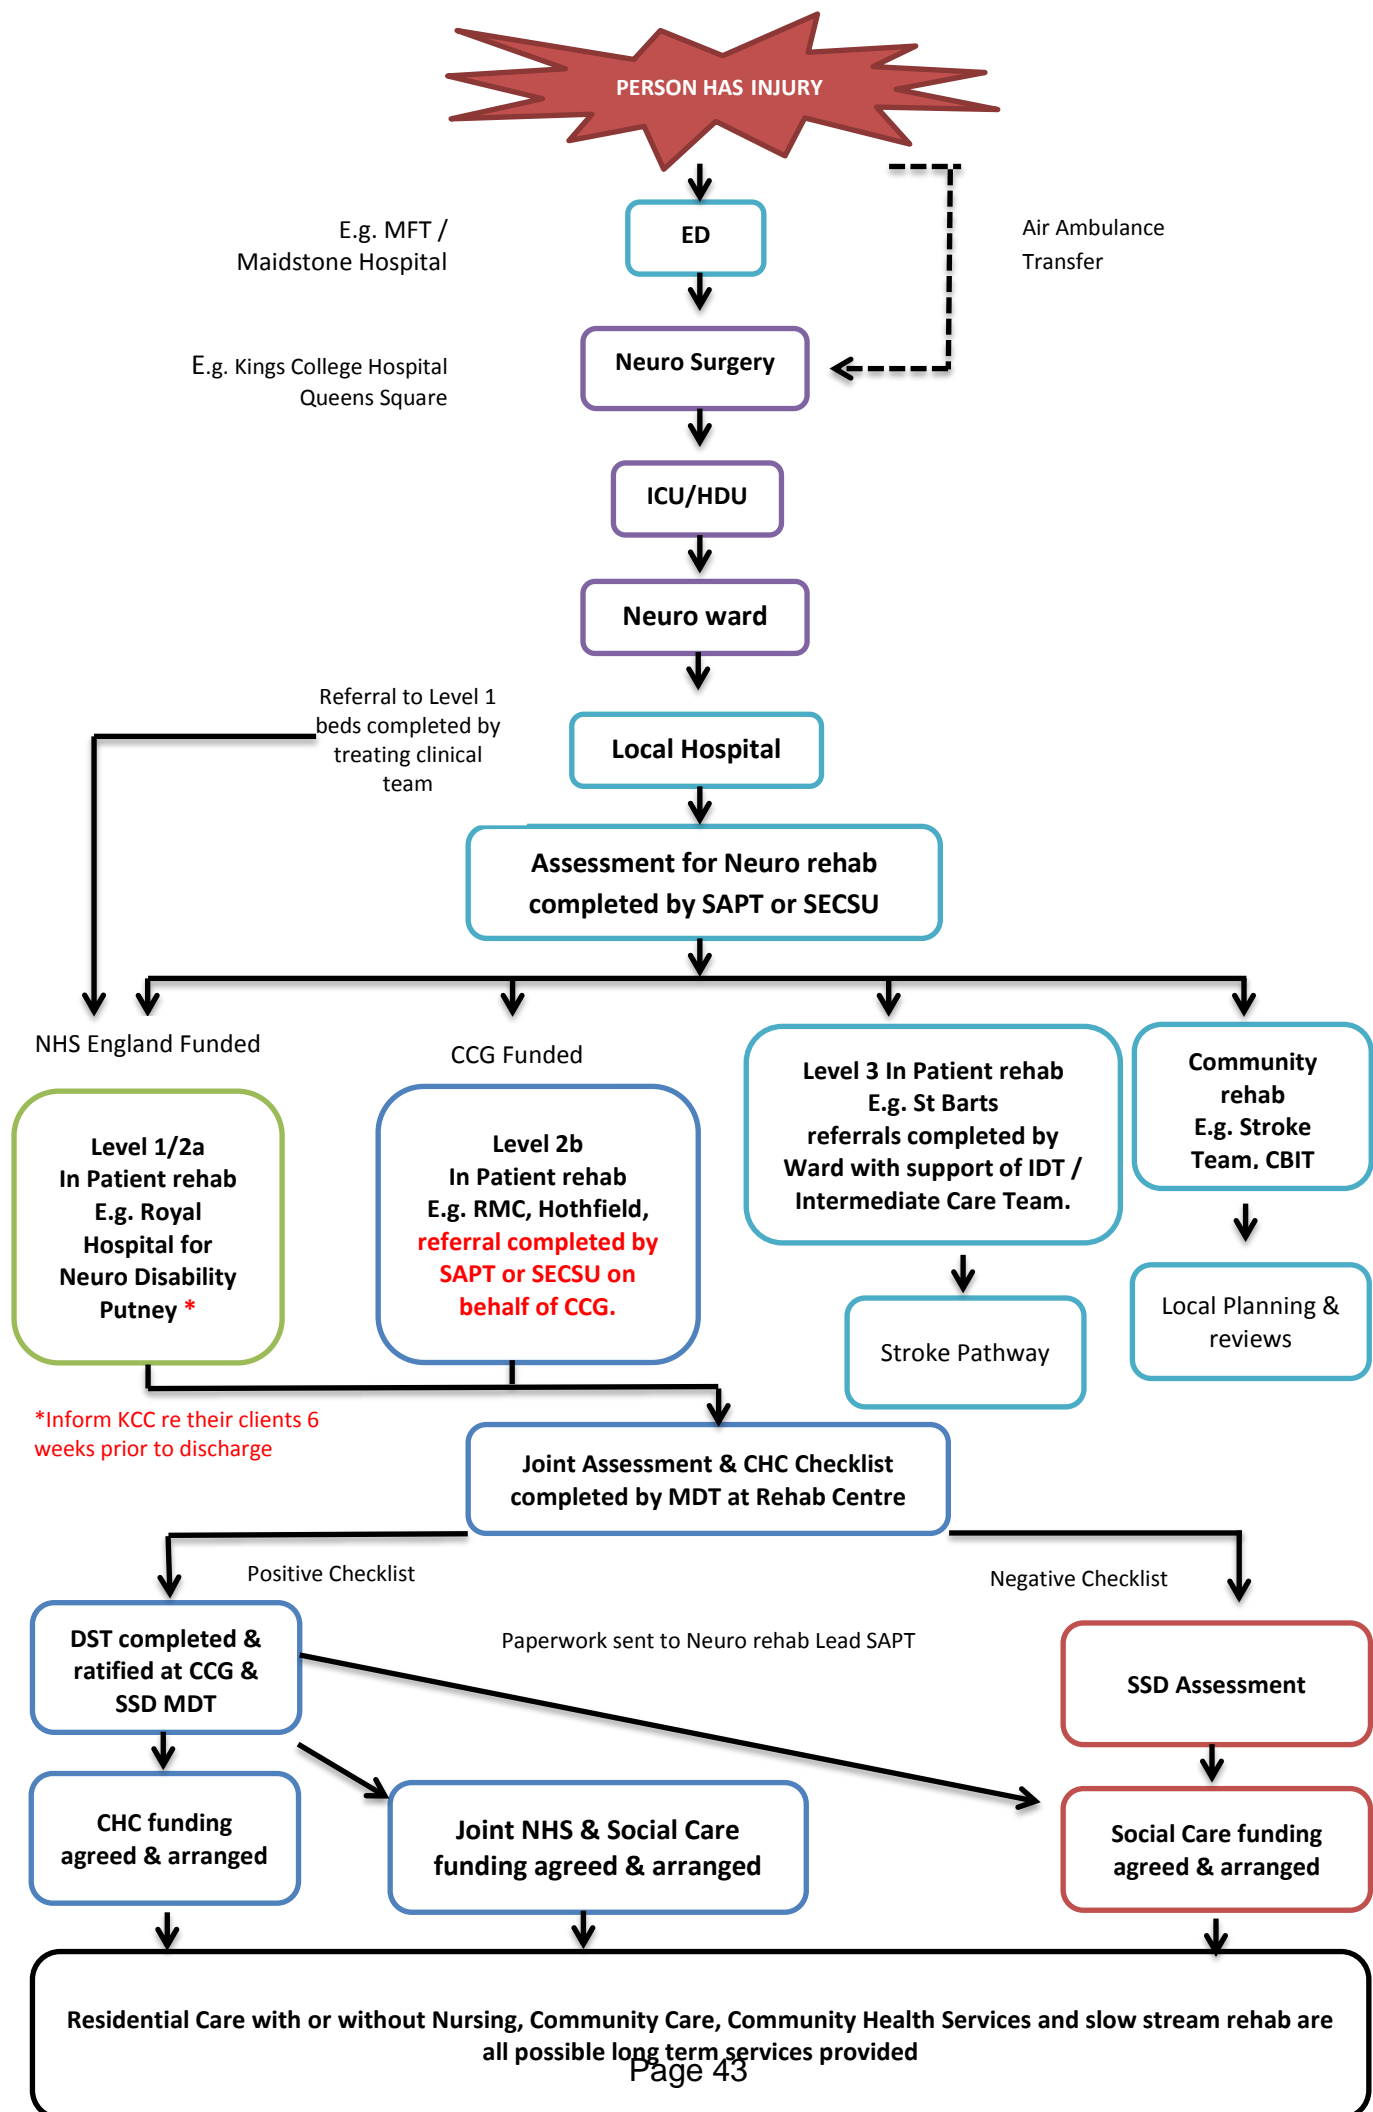 PERSON HAS INJURY
E.g. MFT /
Maidstone Hospital
ED
Air Ambulance
Transfer
E.g. Kings College Hospital
Queens Square
Neuro Surgery
ICU/HDU
Neuro ward
Referral to Level 1
beds completed by
treating clinical
team
Local Hospital
Assessment for Neuro rehab
completed by SAPT or SECSU
NHS England Funded
CCG Funded
Level 1/2a
In Patient rehab
E.g. Royal
Hospital for
Neuro Disability
Putney *
Level 2b
In Patient rehab
E.g. RMC, Hothfield,
referral completed by
SAPT or SECSU on
behalf of CCG.
Level 3 In Patient rehab
E.g. St Barts
referrals completed by
Ward with support of IDT /
Intermediate Care Team.
Community
rehab
E.g. Stroke
Team, CBIT
Stroke Pathway
Local Planning &
reviews
*Inform KCC re their clients 6
weeks prior to discharge
Joint Assessment & CHC Checklist
completed by MDT at Rehab Centre
Positive Checklist
Negative Checklist
DST completed &
ratified at CCG &
SSD MDT
Paperwork sent to Neuro rehab Lead SAPT
SSD Assessment
CHC funding
agreed & arranged
Joint NHS & Social Care
funding agreed & arranged
Social Care funding
agreed & arranged
Residential Care with or without Nursing, Community Care, Community Health Services and slow stream rehab are
all possible long term services provided
Page 43